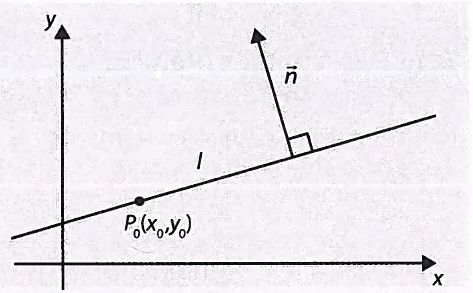 y
n⃗
l
P₀(x₀,y₀)
x